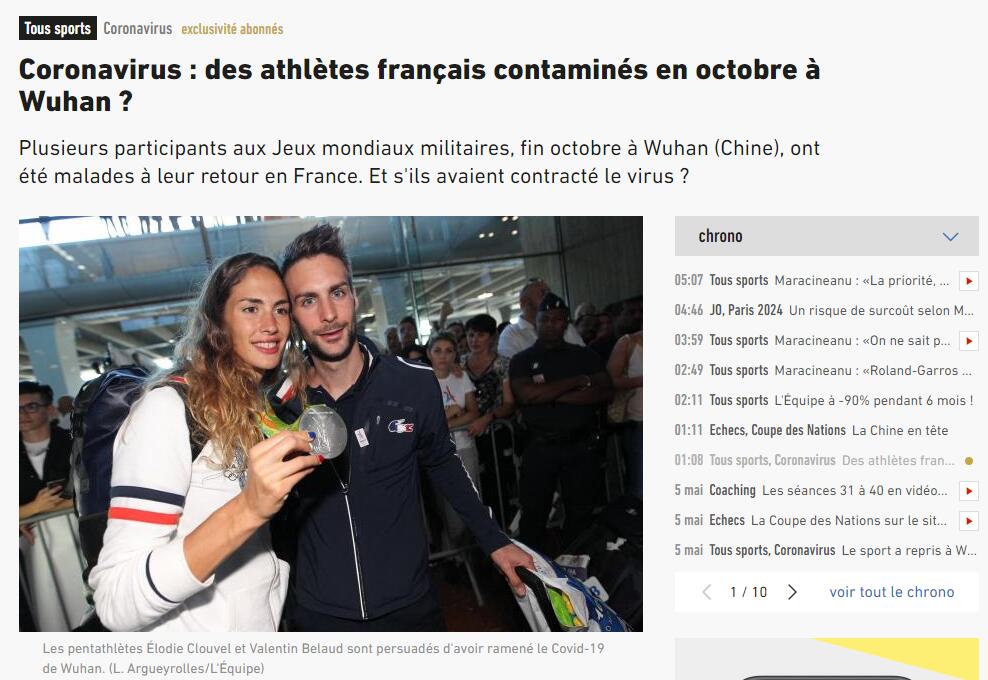 Tous sports Coronavirus exclusivité abonnés
Coronavirus : des athlètes français contaminés en octobre à
Wuhan ?
Plusieurs participants aux Jeux mondiaux militaires, fin octobre à Wuhan (Chine), ont
été malades à leur retour en France. Et s'ils avaient contracté le virus ?
chrono
05:07 Tous sports Maracineanu : «La priorité, ...
04:46 JO, Paris 2024 Un risque de surcoût selon M...
03:59 Tous sports Maracineanu : «On ne sait p...
02:49 Tous sports Maracineanu : «Roland-Garros ...
02:11 Tous sports L'Équipe à -90% pendant 6 mois !
01:11 Echecs, Coupe des Nations La Chine en tête
01:08 Tous sports, Coronavirus Des athlètes fran...
5 mai Coaching Les séances 31 à 40 en vidéo...
5 mai Echecs La Coupe des Nations sur le sit...
5 mai Tous sports, Coronavirus Le sport a repris à W...
1 / 10 voir tout le chrono
Les pentathlètes Élodie Clouvel et Valentin Belaud sont persuadés d'avoir ramené le Covid-19
de Wuhan. (L. Argueyrolles/L'Équipe)